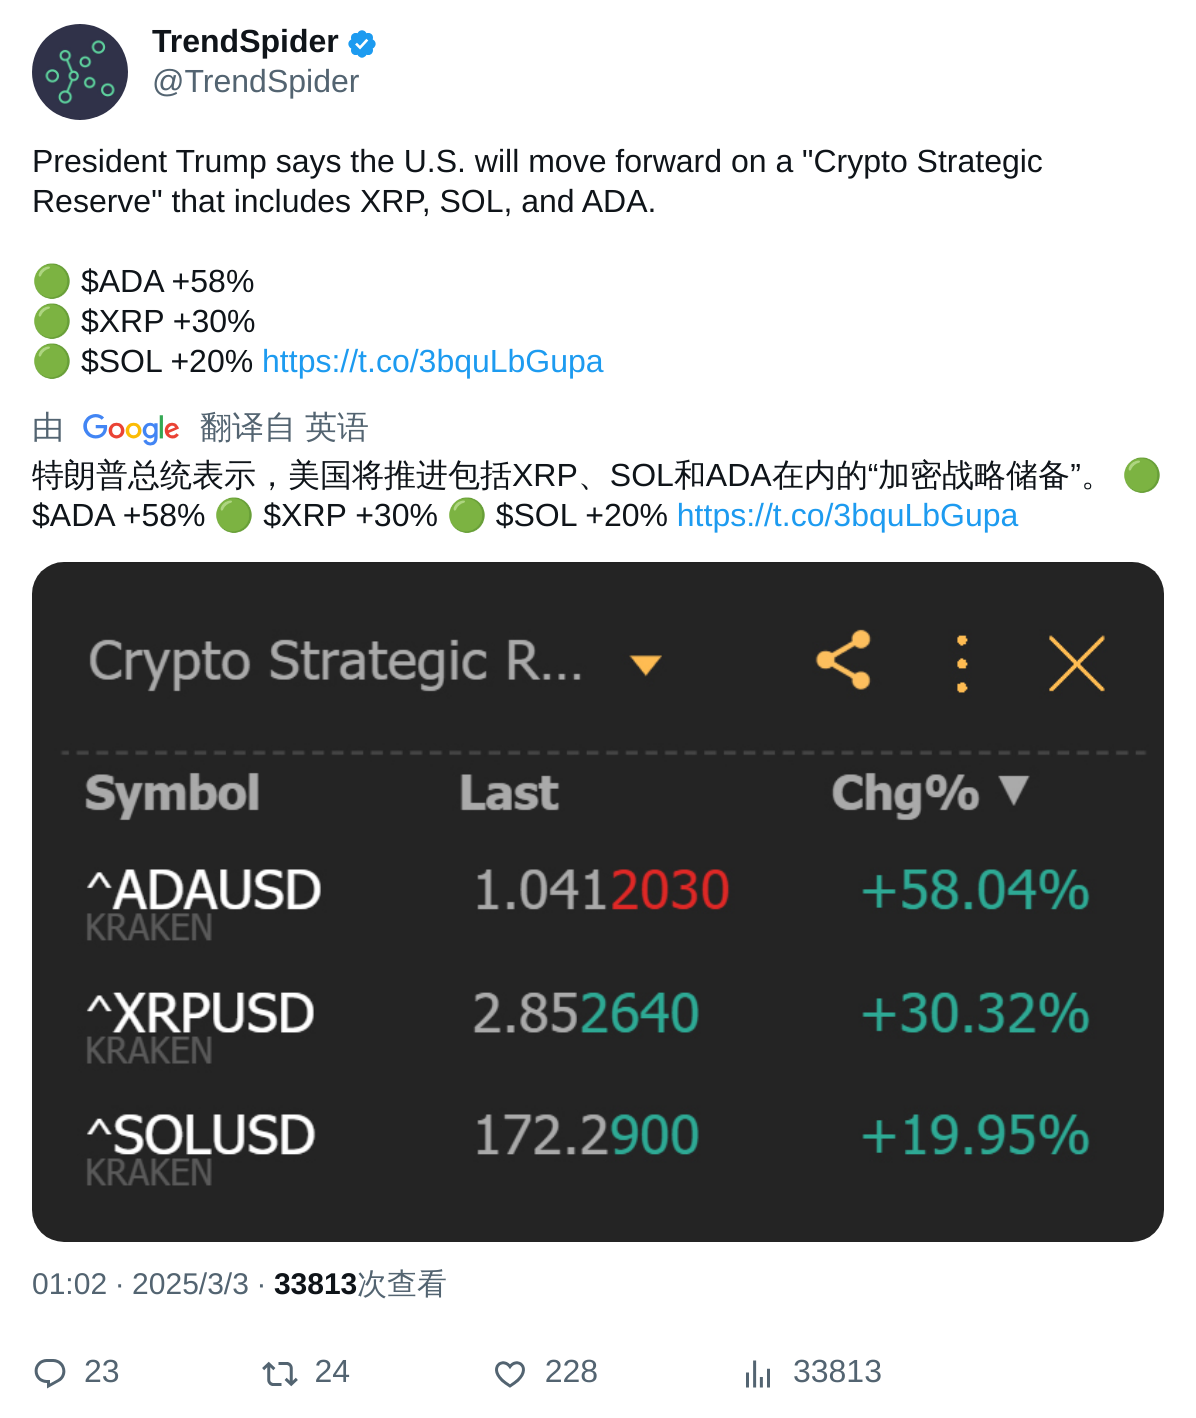 TrendSpider
@TrendSpider
President Trump says the U.S. will move forward on a "Crypto Strategic
Reserve" that includes XRP, SOL, and ADA.
🟢 $ADA +58%
🟢 $XRP +30%
🟢 $SOL +20% https://t.co/3bquLbGupa
由 Google 翻译自 英语
特朗普总统表示，美国将推进包括XRP、SOL和ADA在内的“加密战略储备”。 🟢
$ADA +58% 🟢 $XRP +30% 🟢 $SOL +20% https://t.co/3bquLbGupa
Crypto Strategic R...
Symbol Last Chg% ▼
^ADAUSD 1.0412030 +58.04%
KRAKEN
^XRPUSD 2.852640 +30.32%
KRAKEN
^SOLUSD 172.2900 +19.95%
KRAKEN
01:02 · 2025/3/3 · 33813次查看
23 24 228 33813